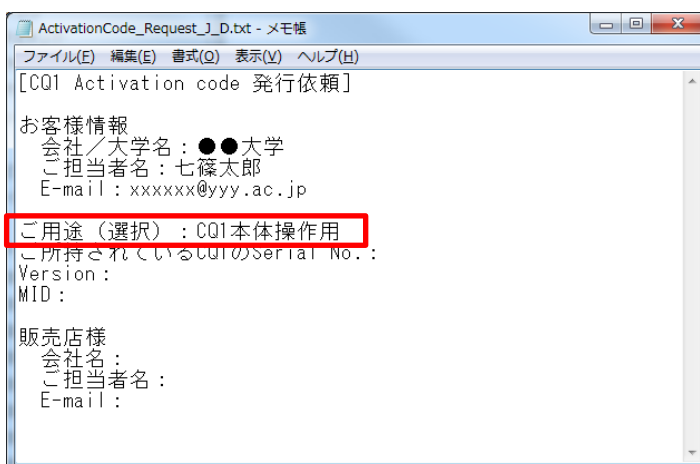 ActivationCode_Request_J_D.txt - メモ帳
ファイル(F) 編集(E) 書式(O) 表示(V) ヘルプ(H)
[CQ1 Activation code 発行依頼]
お客様情報
会社／大学名：●●大学
ご担当者名：七篠太郎
E-mail：xxxxxx@yyy.ac.jp
ご用途（選択）：CQ1本体操作用
ご所持されているCQ1のSerial No.：
Version：
MID：
販売店様
会社名：
ご担当者名：
E-mail：